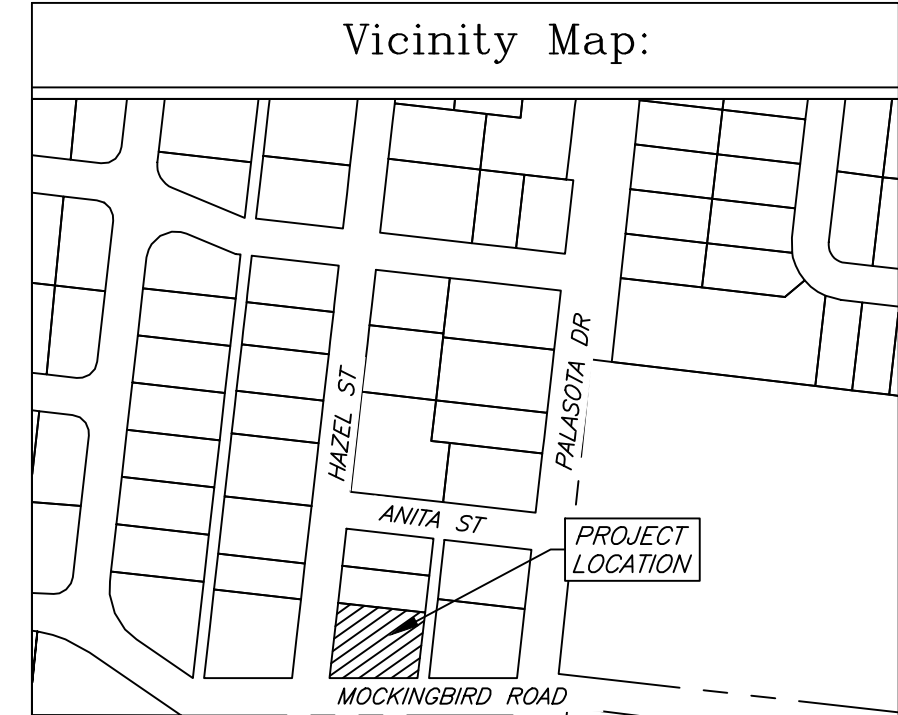 Vicinity Map:
PALASOTA DR
HAZEL ST
ANITA ST
PROJECT
LOCATION
MOCKINGBIRD ROAD